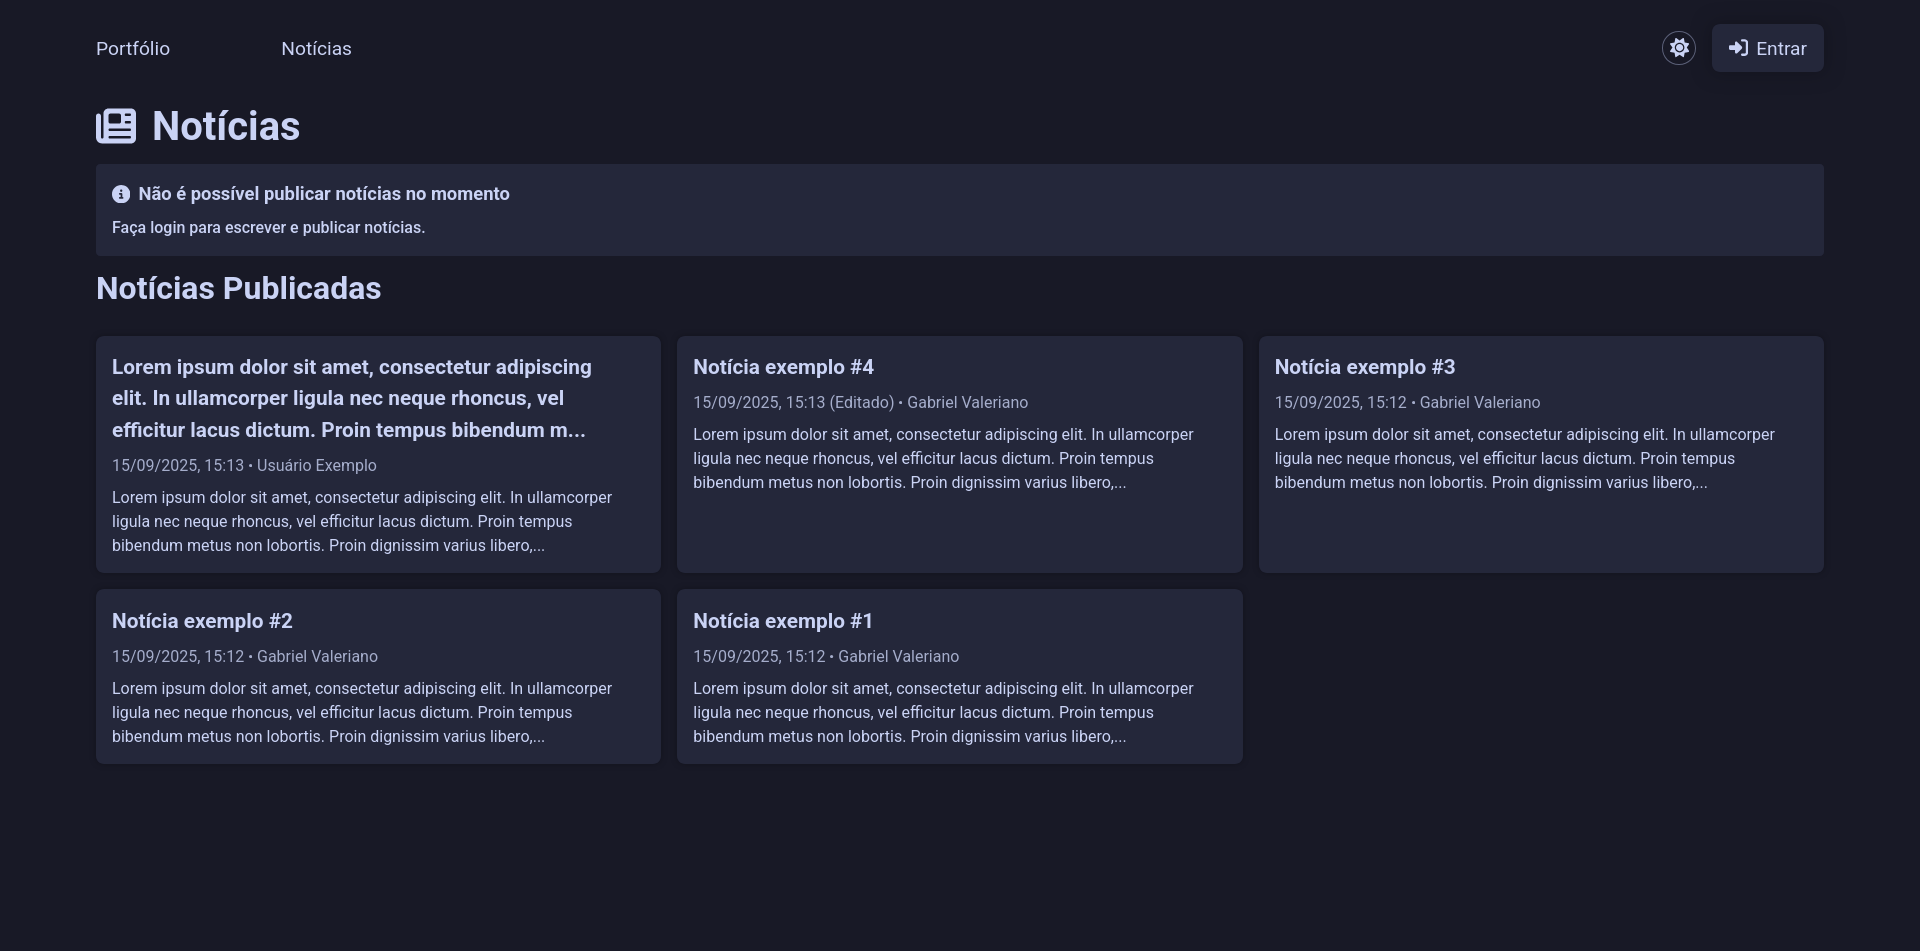 Portfólio
Notícias
Entrar
Notícias
Não é possível publicar notícias no momento
Faça login para escrever e publicar notícias.
Notícias Publicadas
Lorem ipsum dolor sit amet, consectetur adipiscing
elit. In ullamcorper ligula nec neque rhoncus, vel
efficitur lacus dictum. Proin tempus bibendum m...
15/09/2025, 15:13 • Usuário Exemplo
Lorem ipsum dolor sit amet, consectetur adipiscing elit. In ullamcorper
ligula nec neque rhoncus, vel efficitur lacus dictum. Proin tempus
bibendum metus non lobortis. Proin dignissim varius libero,...
Notícia exemplo #4
15/09/2025, 15:13 (Editado) • Gabriel Valeriano
Lorem ipsum dolor sit amet, consectetur adipiscing elit. In ullamcorper
ligula nec neque rhoncus, vel efficitur lacus dictum. Proin tempus
bibendum metus non lobortis. Proin dignissim varius libero,...
Notícia exemplo #3
15/09/2025, 15:12 • Gabriel Valeriano
Lorem ipsum dolor sit amet, consectetur adipiscing elit. In ullamcorper
ligula nec neque rhoncus, vel efficitur lacus dictum. Proin tempus
bibendum metus non lobortis. Proin dignissim varius libero,...
Notícia exemplo #2
15/09/2025, 15:12 • Gabriel Valeriano
Lorem ipsum dolor sit amet, consectetur adipiscing elit. In ullamcorper
ligula nec neque rhoncus, vel efficitur lacus dictum. Proin tempus
bibendum metus non lobortis. Proin dignissim varius libero,...
Notícia exemplo #1
15/09/2025, 15:12 • Gabriel Valeriano
Lorem ipsum dolor sit amet, consectetur adipiscing elit. In ullamcorper
ligula nec neque rhoncus, vel efficitur lacus dictum. Proin tempus
bibendum metus non lobortis. Proin dignissim varius libero,...